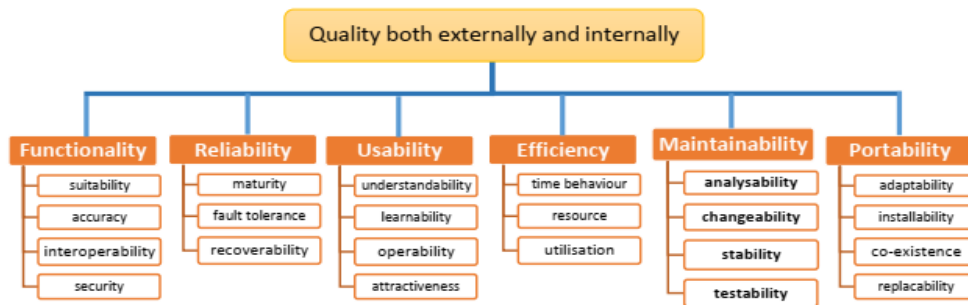 Quality both externally and internally
Functionality
suitability
accuracy
interoperability
security
Reliability
maturity
fault tolerance
recoverability
Usability
understandability
learnability
operability
attractiveness
Efficiency
time behaviour
resource
utilisation
Maintainability
analysability
changeability
stability
testability
Portability
adaptability
installability
co-existence
replacability